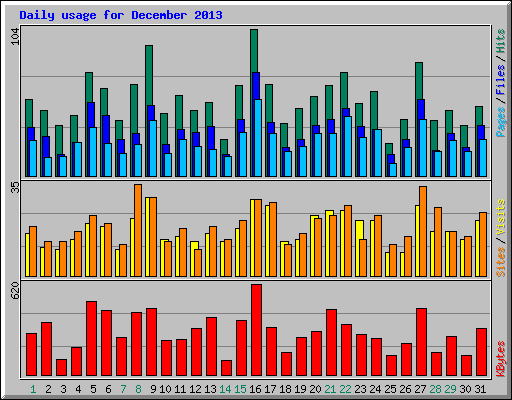 Daily usage for December 2013
104
Pages / Files / Hits
35
Sites / Visits
620
KBytes
1 2 3 4 5 6 7 8 9 10 11 12 13 14 15 16 17 18 19 20 21 22 23 24 25 26 27 28 29 30 31